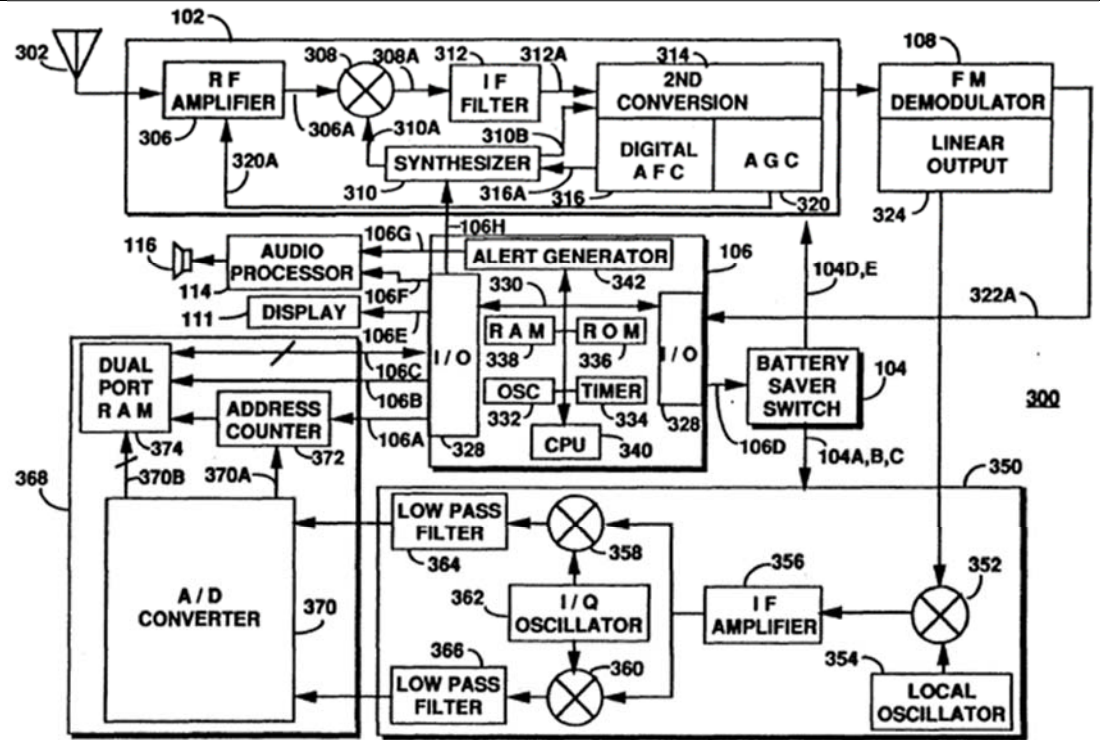 102
302
308
308A
312
312A
314
108
R F
AMPLIFIER
I F
FILTER
2ND
CONVERSION
F M
DEMODULATOR
306
306A
310A
310B
SYNTHESIZER
DIGITAL
A F C
A G C
LINEAR
OUTPUT
320A
310
316A
316
320
324
106G
106H
116
AUDIO
PROCESSOR
ALERT GENERATOR
106
104D,E
114
106F
330
342
322A
111
DISPLAY
106E
R A M
R O M
338
336
I / O
I / O
DUAL
PORT
R A M
106C
BATTERY
SAVER
SWITCH
104
300
106B
OSC
TIMER
332
334
ADDRESS
COUNTER
106A
374
372
328
CPU
340
328
106D
104A,B,C
368
370B
370A
350
LOW PASS
FILTER
358
364
356
352
A / D
CONVERTER
370
362
I / Q
OSCILLATOR
I F
AMPLIFIER
366
360
354
LOW PASS
FILTER
LOCAL
OSCILLATOR